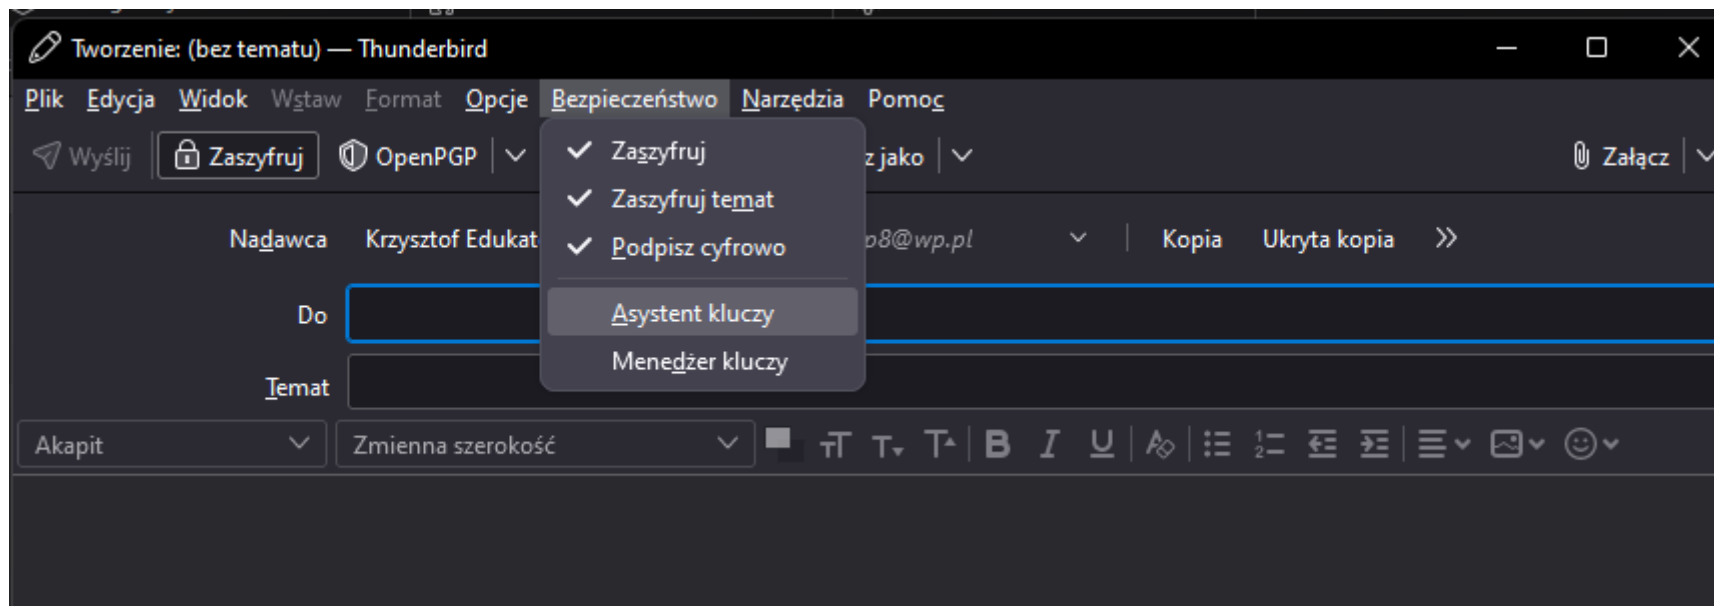 Tworzenie: (bez tematu) — Thunderbird
Plik Edycja Widok Wstaw Format Opcje Bezpieczeństwo Narzędzia Pomoc
Wyślij Zaszyfruj OpenPGP z jako Załącz
Zaszyfruj
Zaszyfruj temat
Podpisz cyfrowo
Asystent kluczy
Menedżer kluczy
Nadawca Krzysztof Edukat p8@wp.pl Kopia Ukryta kopia
Do
Temat
Akapit Zmienna szerokość